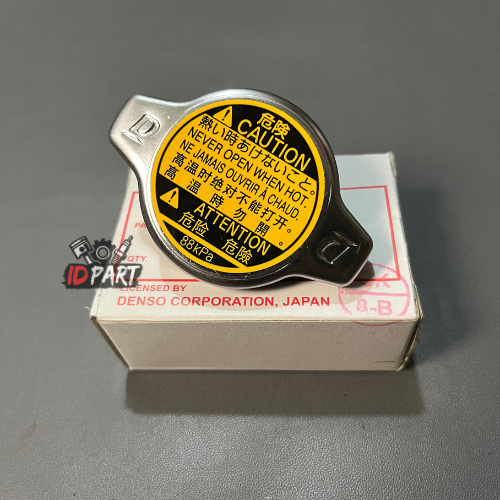 危険
CAUTION
熱い時あけないこと。
NEVER OPEN WHEN HOT.
NE JAMAIS OUVRIR À CHAUD.
高温时绝对不能打开。
高温時勿開。
ATTENTION
危险 危險
88kPa
D
D
IDPART
QTY.
LICENSED BY
DENSO CORPORATION, JAPAN
8-B